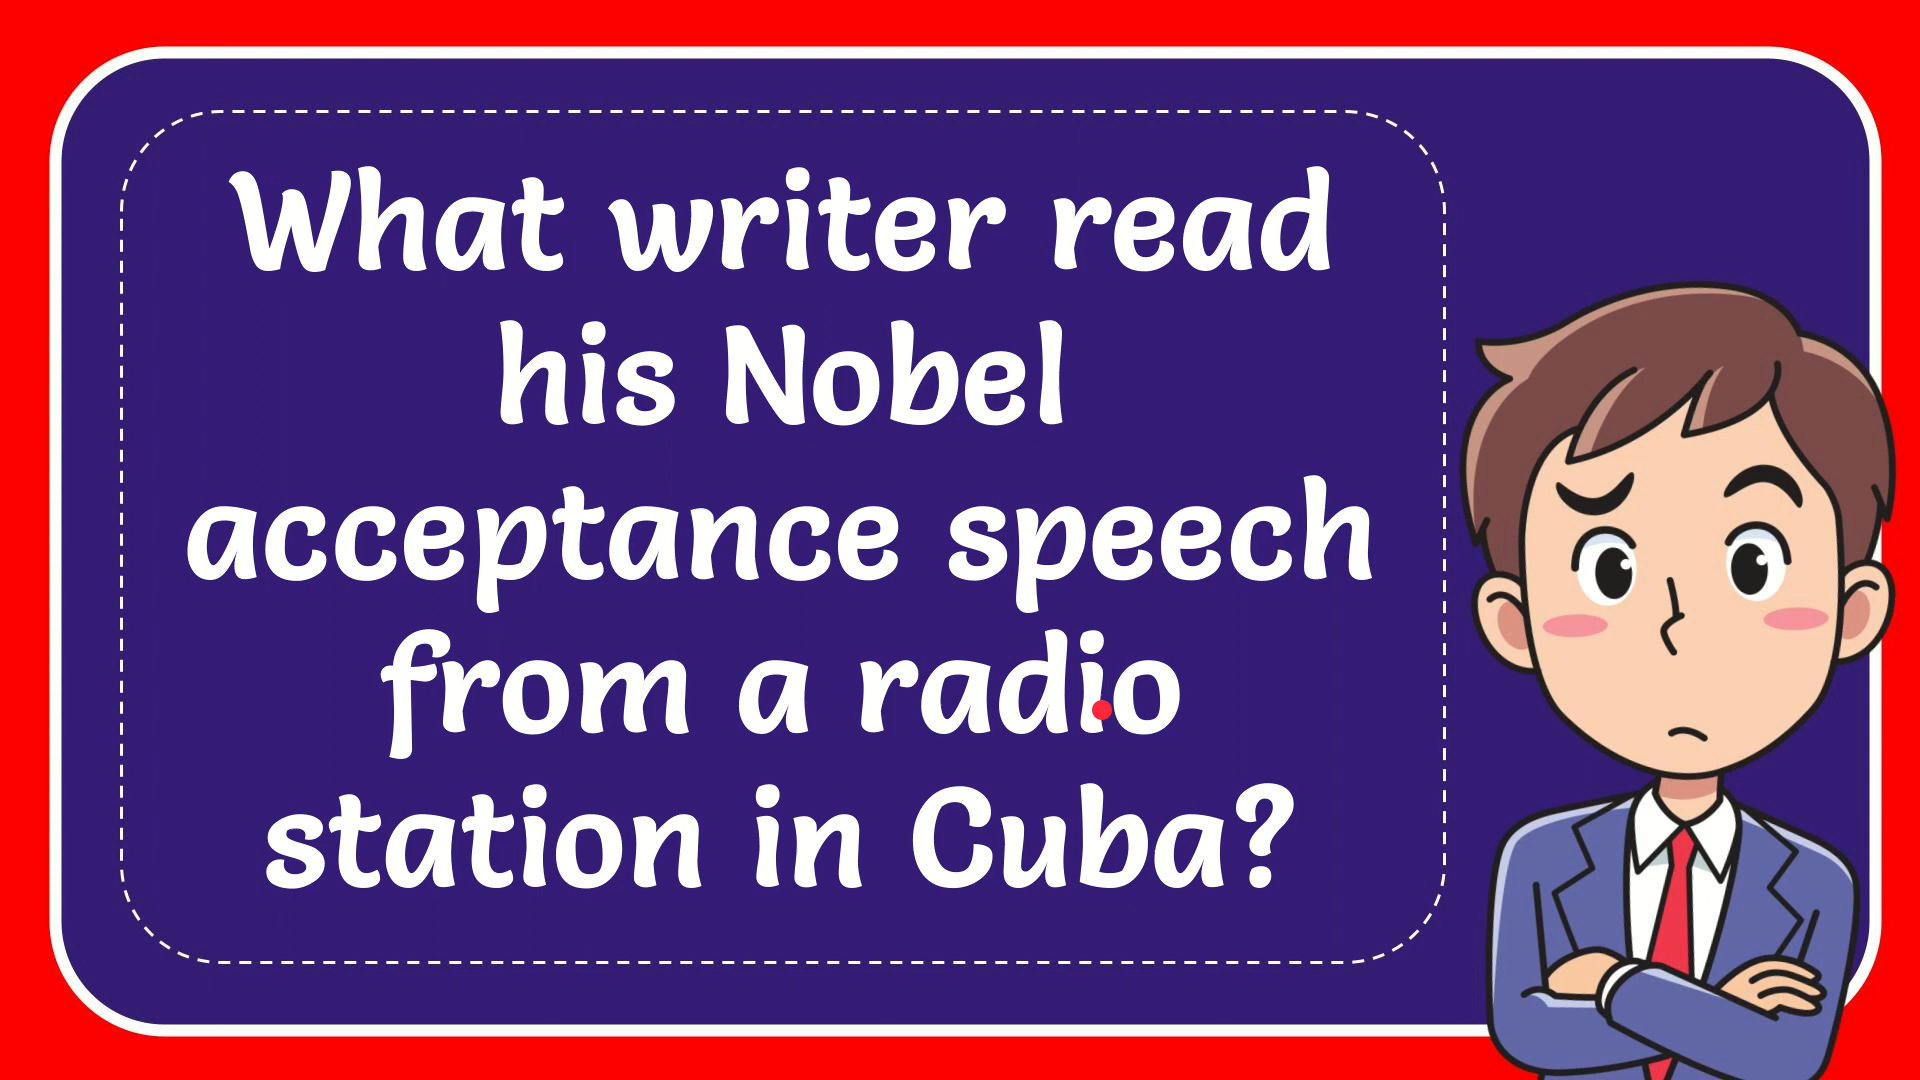 What writer read
his Nobel
acceptance speech
from a radio
station in Cuba?